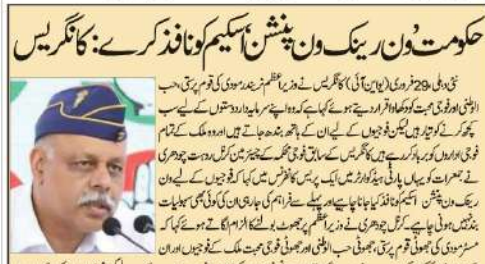 حکومت ’ون رینک ون پنشن‘ اسکیم کو نافذ کرے: کانگریس
نئی دہلی، 29 فروری (یو این آئی) کانگریس نے وزیر اعظم نریندر مودی کی قوم پرستی، حب
الوطنی اور فوجی محبت کو دکھاوا قرار دیتے ہوئے کہا ہے کہ وہ اپنے سرمایہ دار دوستوں کے لیے سب
کچھ کرنے کو تیار ہیں لیکن فوجیوں کے لیے ان کے ہاتھ بندھ جاتے ہیں اور وہ ملک کے تمام
فوجی اداروں کو برباد کر رہے ہیں کانگریس کے سابق فوجی محکمہ کے چیئرمین کرنل روہت چودھری
نے جمعرات کو یہاں پارٹی ہیڈ کوارٹر میں ایک پریس کانفرنس میں کہا کہ فوجیوں کے لیے ون
رینک ون پنشن اسکیم کو نافذ کیا جانا چاہیے اور پہلے سے فراہم کی جا رہی ان کی کوئی بھی سہولیات
بند نہیں ہونی چاہیے کرنل چودھری نے وزیر اعظم پر جھوٹ بولنے کا الزام لگاتے ہوئے کہا کہ
مسٹر مودی کی جھوٹی قوم پرستی، جھوٹی حب الوطنی اور جھوٹی فوجی محبت ملک کے فوجیوں اور ان